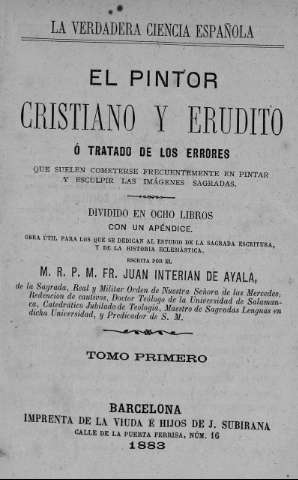 LA VERDADERA CIENCIA ESPAÑOLA
EL PINTOR
CRISTIANO Y ERUDITO
Ó TRATADO DE LOS ERRORES
QUE SUELEN COMETERSE FRECUENTEMENTE EN PINTAR
Y ESCULPIR LAS IMÁGENES SAGRADAS.
DIVIDIDO EN OCHO LIBROS
CON UN APÉNDICE.
OBRA ÚTIL PARA LOS QUE SE DEDICAN AL ESTUDIO DE LA SAGRADA ESCRITURA,
Y DE LA HISTORIA ECLESIÁSTICA.
ESCRITA POR EL
M. R. P. M. FR. JUAN INTERIAN DE AYALA,
de la Sagrada, Real y Militar Orden de Nuestra Señora de las Mercedes,
Redencion de cautivos, Doctor Teólogo de la Universidad de Salaman-
ca, Catedrático Jubilado de Teología, Maestro de Sagradas Lenguas en
dicha Universidad, y Predicador de S. M.
TOMO PRIMERO
BARCELONA
IMPRENTA DE LA VIUDA É HIJOS DE J. SUBIRANA
CALLE DE LA PUERTA FERRISA, NÚM. 16
1883